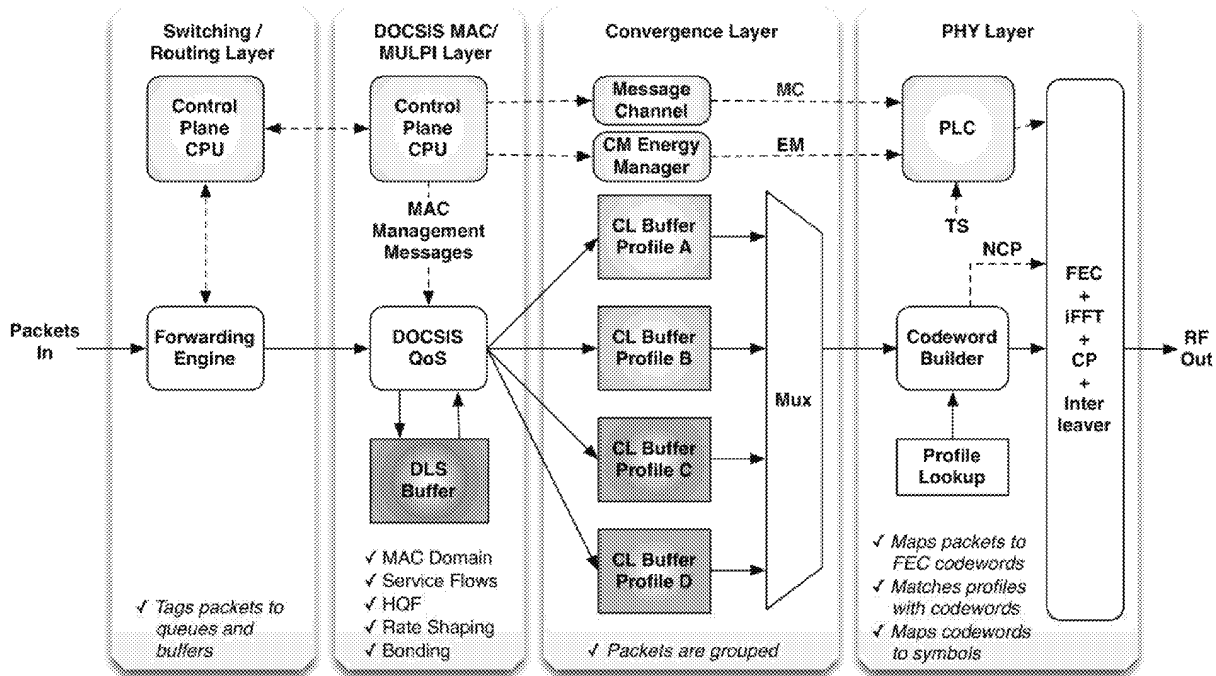 Switching /
Routing Layer
DOCSIS MAC/
MULPI Layer
Convergence Layer
PHY Layer
Control
Plane
CPU
Control
Plane
CPU
Message
Channel
MC
CM Energy
Manager
EM
PLC
TS
MAC
Management
Messages
NCP
CL Buffer
Profile A
Packets
In
Forwarding
Engine
DOCSIS
QoS
CL Buffer
Profile B
Mux
Codeword
Builder
FEC
+
iFFT
+
CP
+
Inter
leaver
RF
Out
DLS
Buffer
CL Buffer
Profile C
Profile
Lookup
CL Buffer
Profile D
✓ Tags packets to
queues and
buffers
✓ MAC Domain
✓ Service Flows
✓ HQF
✓ Rate Shaping
✓ Bonding
✓ Packets are grouped
✓ Maps packets to
FEC codewords
✓ Matches profiles
with codewords
✓ Maps codewords
to symbols